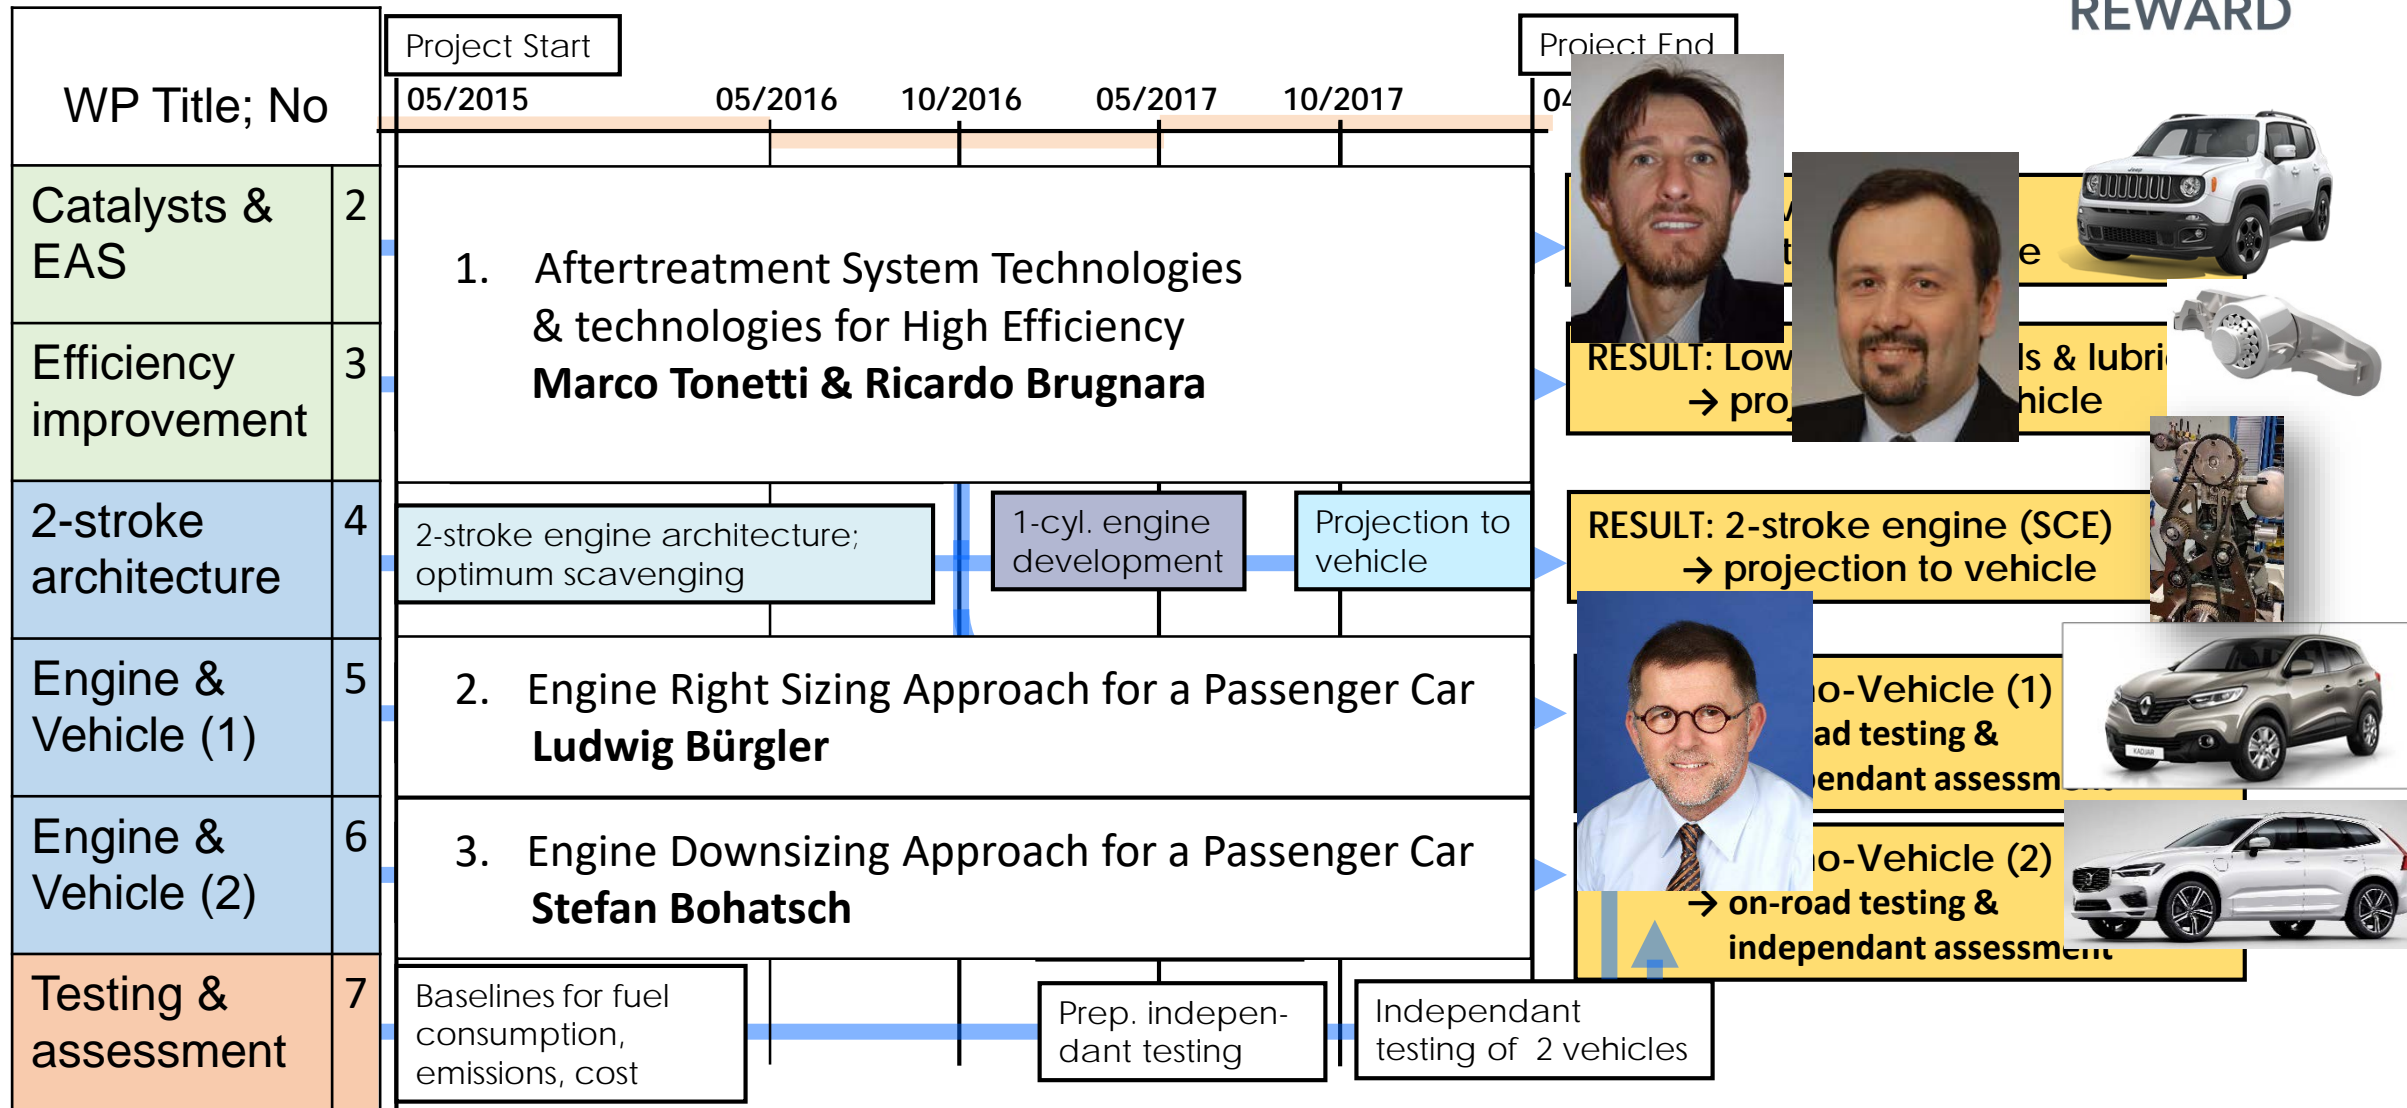 REWARD
Project Start
Project End
WP Title; No
05/2015
05/2016
10/2016
05/2017
10/2017
04
Catalysts &
EAS
2
1. Aftertreatment System Technologies
& technologies for High Efficiency
Marco Tonetti & Ricardo Brugnara
e
Efficiency
improvement
3
RESULT: Low
ls & lubri
→ pro
hicle
2-stroke
architecture
4
2-stroke engine architecture;
optimum scavenging
1-cyl. engine
development
Projection to
vehicle
RESULT: 2-stroke engine (SCE)
→ projection to vehicle
Engine &
Vehicle (1)
5
2. Engine Right Sizing Approach for a Passenger Car
Ludwig Bürgler
o-Vehicle (1)
ad testing &
pendant assessm
KADJAR
Engine &
Vehicle (2)
6
3. Engine Downsizing Approach for a Passenger Car
Stefan Bohatsch
o-Vehicle (2)
→ on-road testing &
independant assessment
Testing &
assessment
7
Baselines for fuel
consumption,
emissions, cost
Prep. indepen-
dant testing
Independant
testing of 2 vehicles